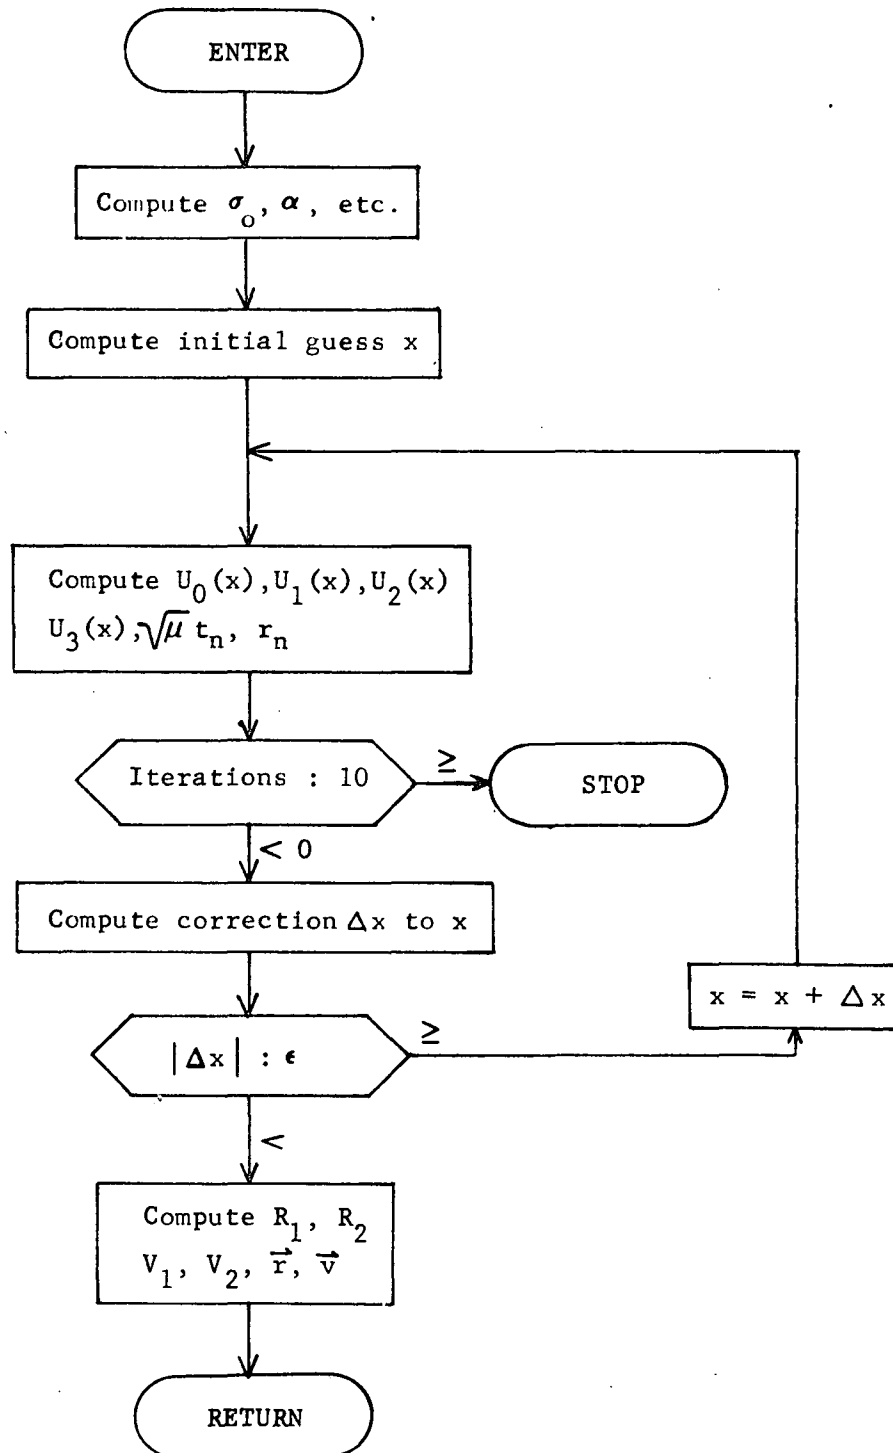 ENTER
Compute σₒ, α, etc.
Compute initial guess x
Compute U₀(x),U₁(x),U₂(x)
U₃(x),√μ tₙ, rₙ
Iterations : 10
≥
STOP
< 0
Compute correction Δx to x
x = x + Δx
|Δx| : ϵ
≥
<
Compute R₁, R₂
V₁, V₂, r⃗, v⃗
RETURN